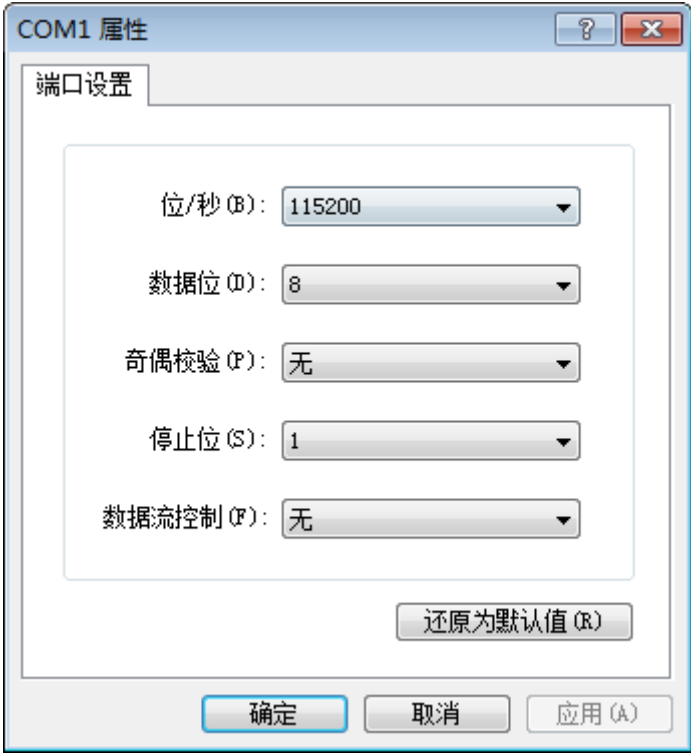 COM1 属性
端口设置
位/秒(B): 115200
数据位(D): 8
奇偶校验(P): 无
停止位(S): 1
数据流控制(F): 无
还原为默认值(R)
确定 取消 应用(A)